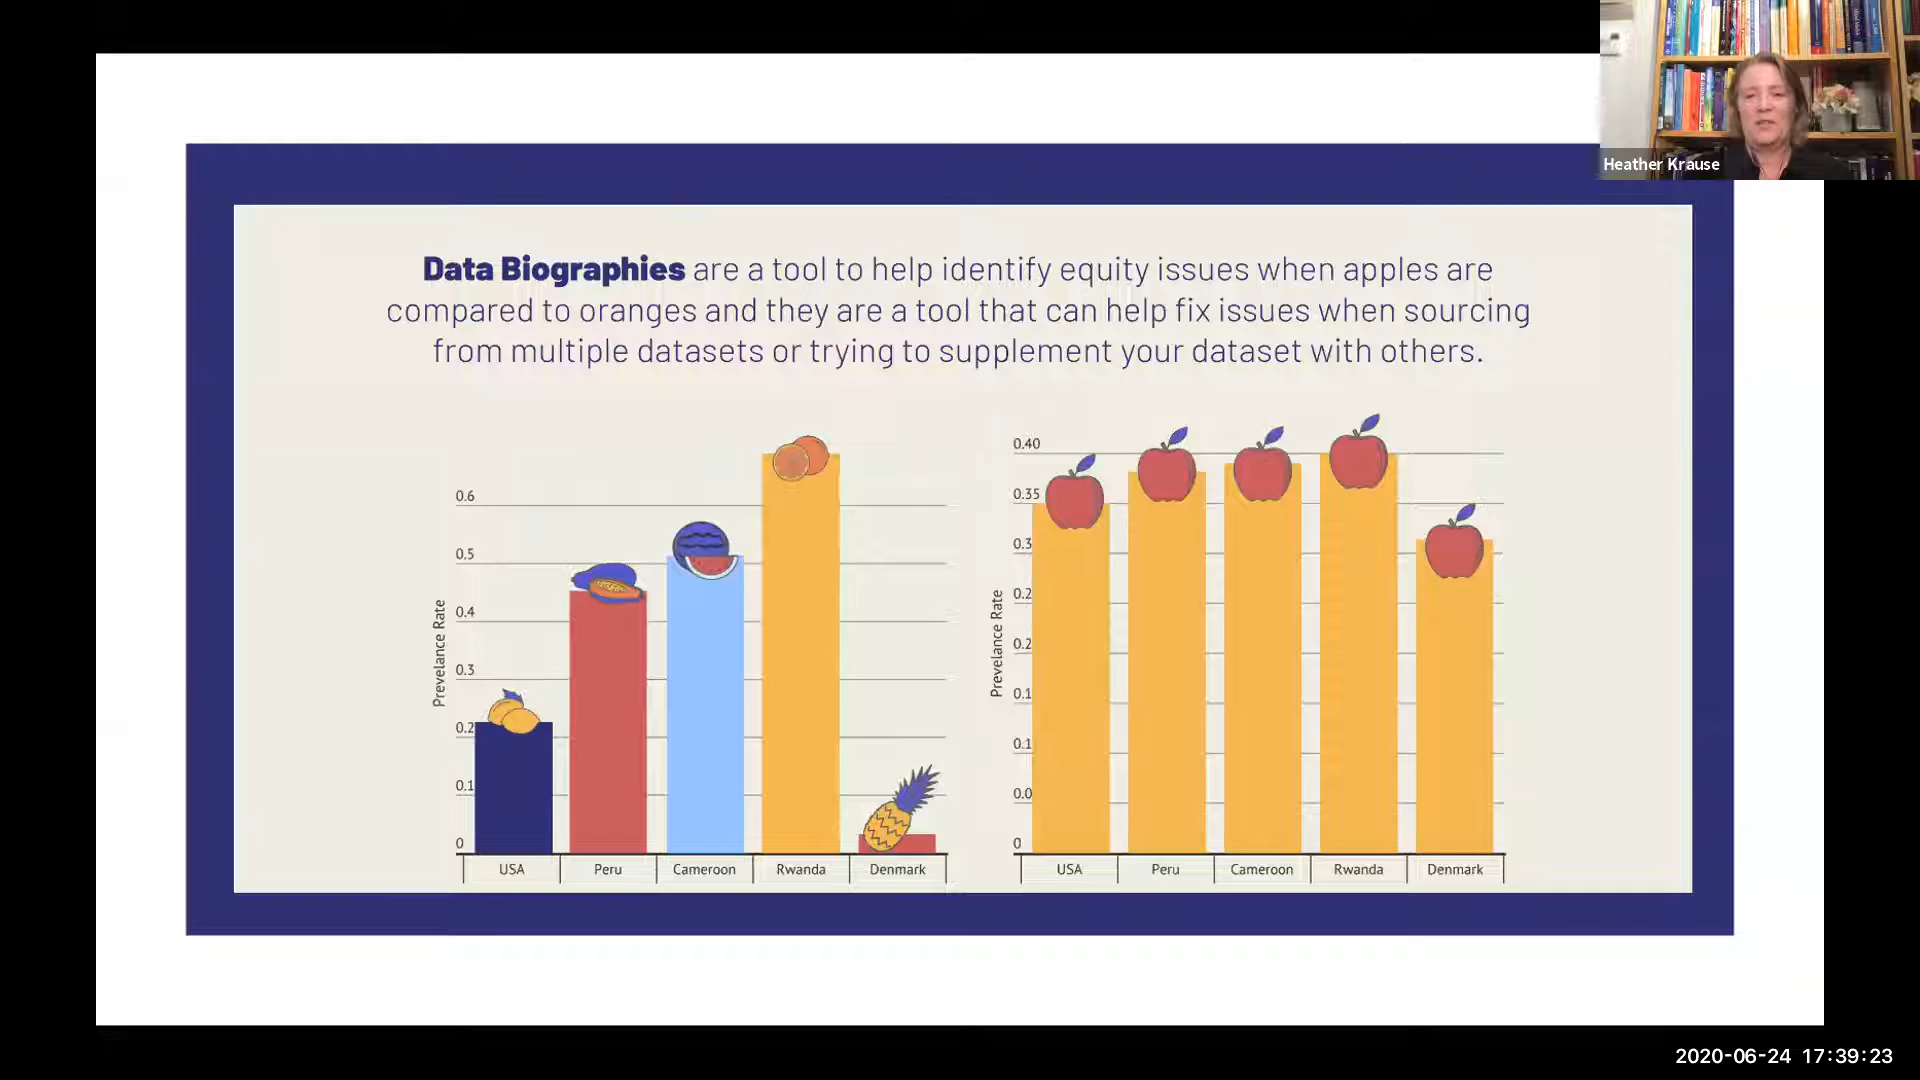 Heather Krause
Data Biographies are a tool to help identify equity issues when apples are
compared to oranges and they are a tool that can help fix issues when sourcing
from multiple datasets or trying to supplement your dataset with others.
Prevelance Rate
0.6
0.5
0.4
0.3
0.2
0.1
0
USA Peru Cameroon Rwanda Denmark
Prevelance Rate
0.40
0.35
0.3
0.2
0.2
0.1
0.1
0.0
0
USA Peru Cameroon Rwanda Denmark
2020-06-24 17:39:23